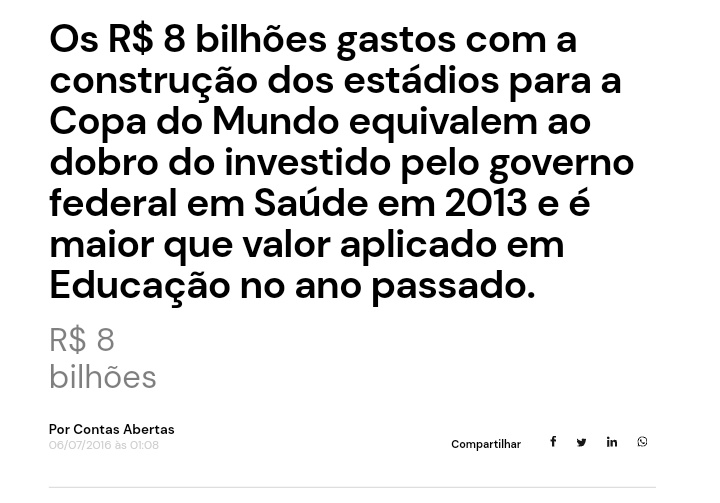 Os R$ 8 bilhões gastos com a
construção dos estádios para a
Copa do Mundo equivalem ao
dobro do investido pelo governo
federal em Saúde em 2013 e é
maior que valor aplicado em
Educação no ano passado.
R$ 8
bilhões
Por Contas Abertas
06/07/2016 às 01:08
Compartilhar